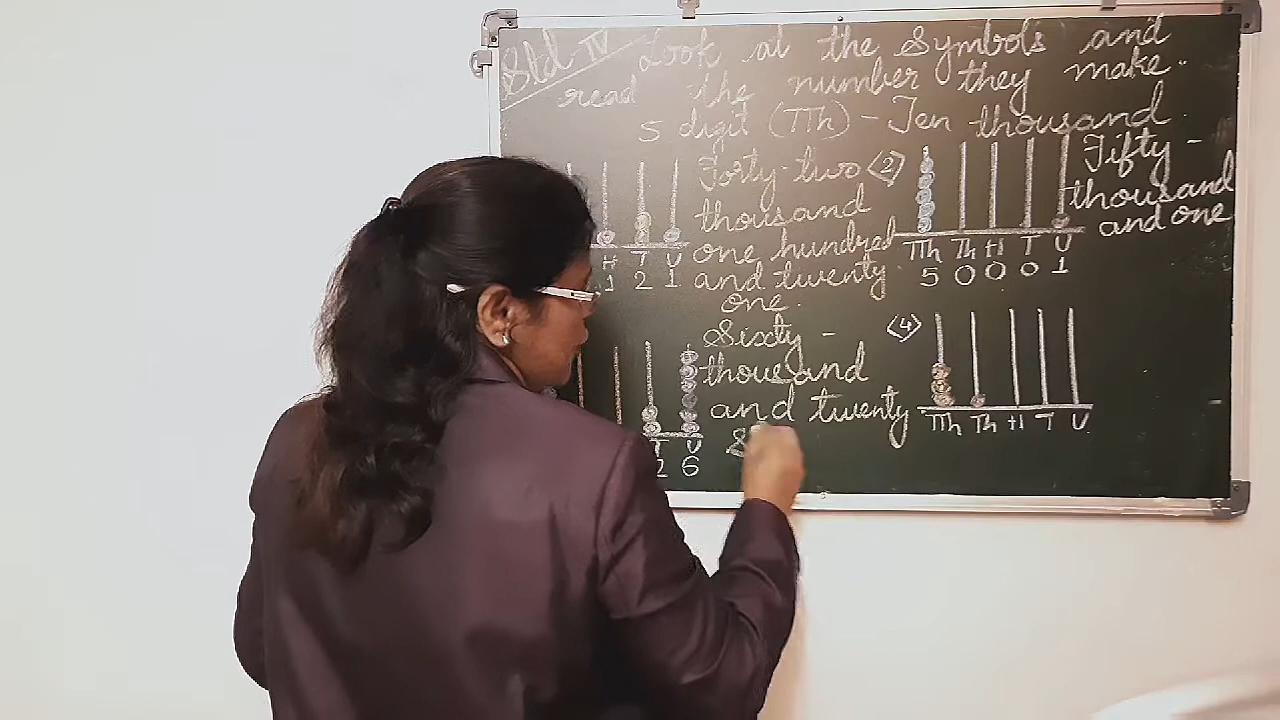 Std IV Look at the symbols and
read the number they make.
5 digit (TTh) - Ten thousand
Forty-two
thousand
one hundred
and twenty
one.
H T U
1 2 1
(2)
Fifty -
thousand
and one
TTh Th H T U
5 0 0 0 1
Sixty -
thousand
and twenty
S
T U
2 6
(4)
TTh Th H T U